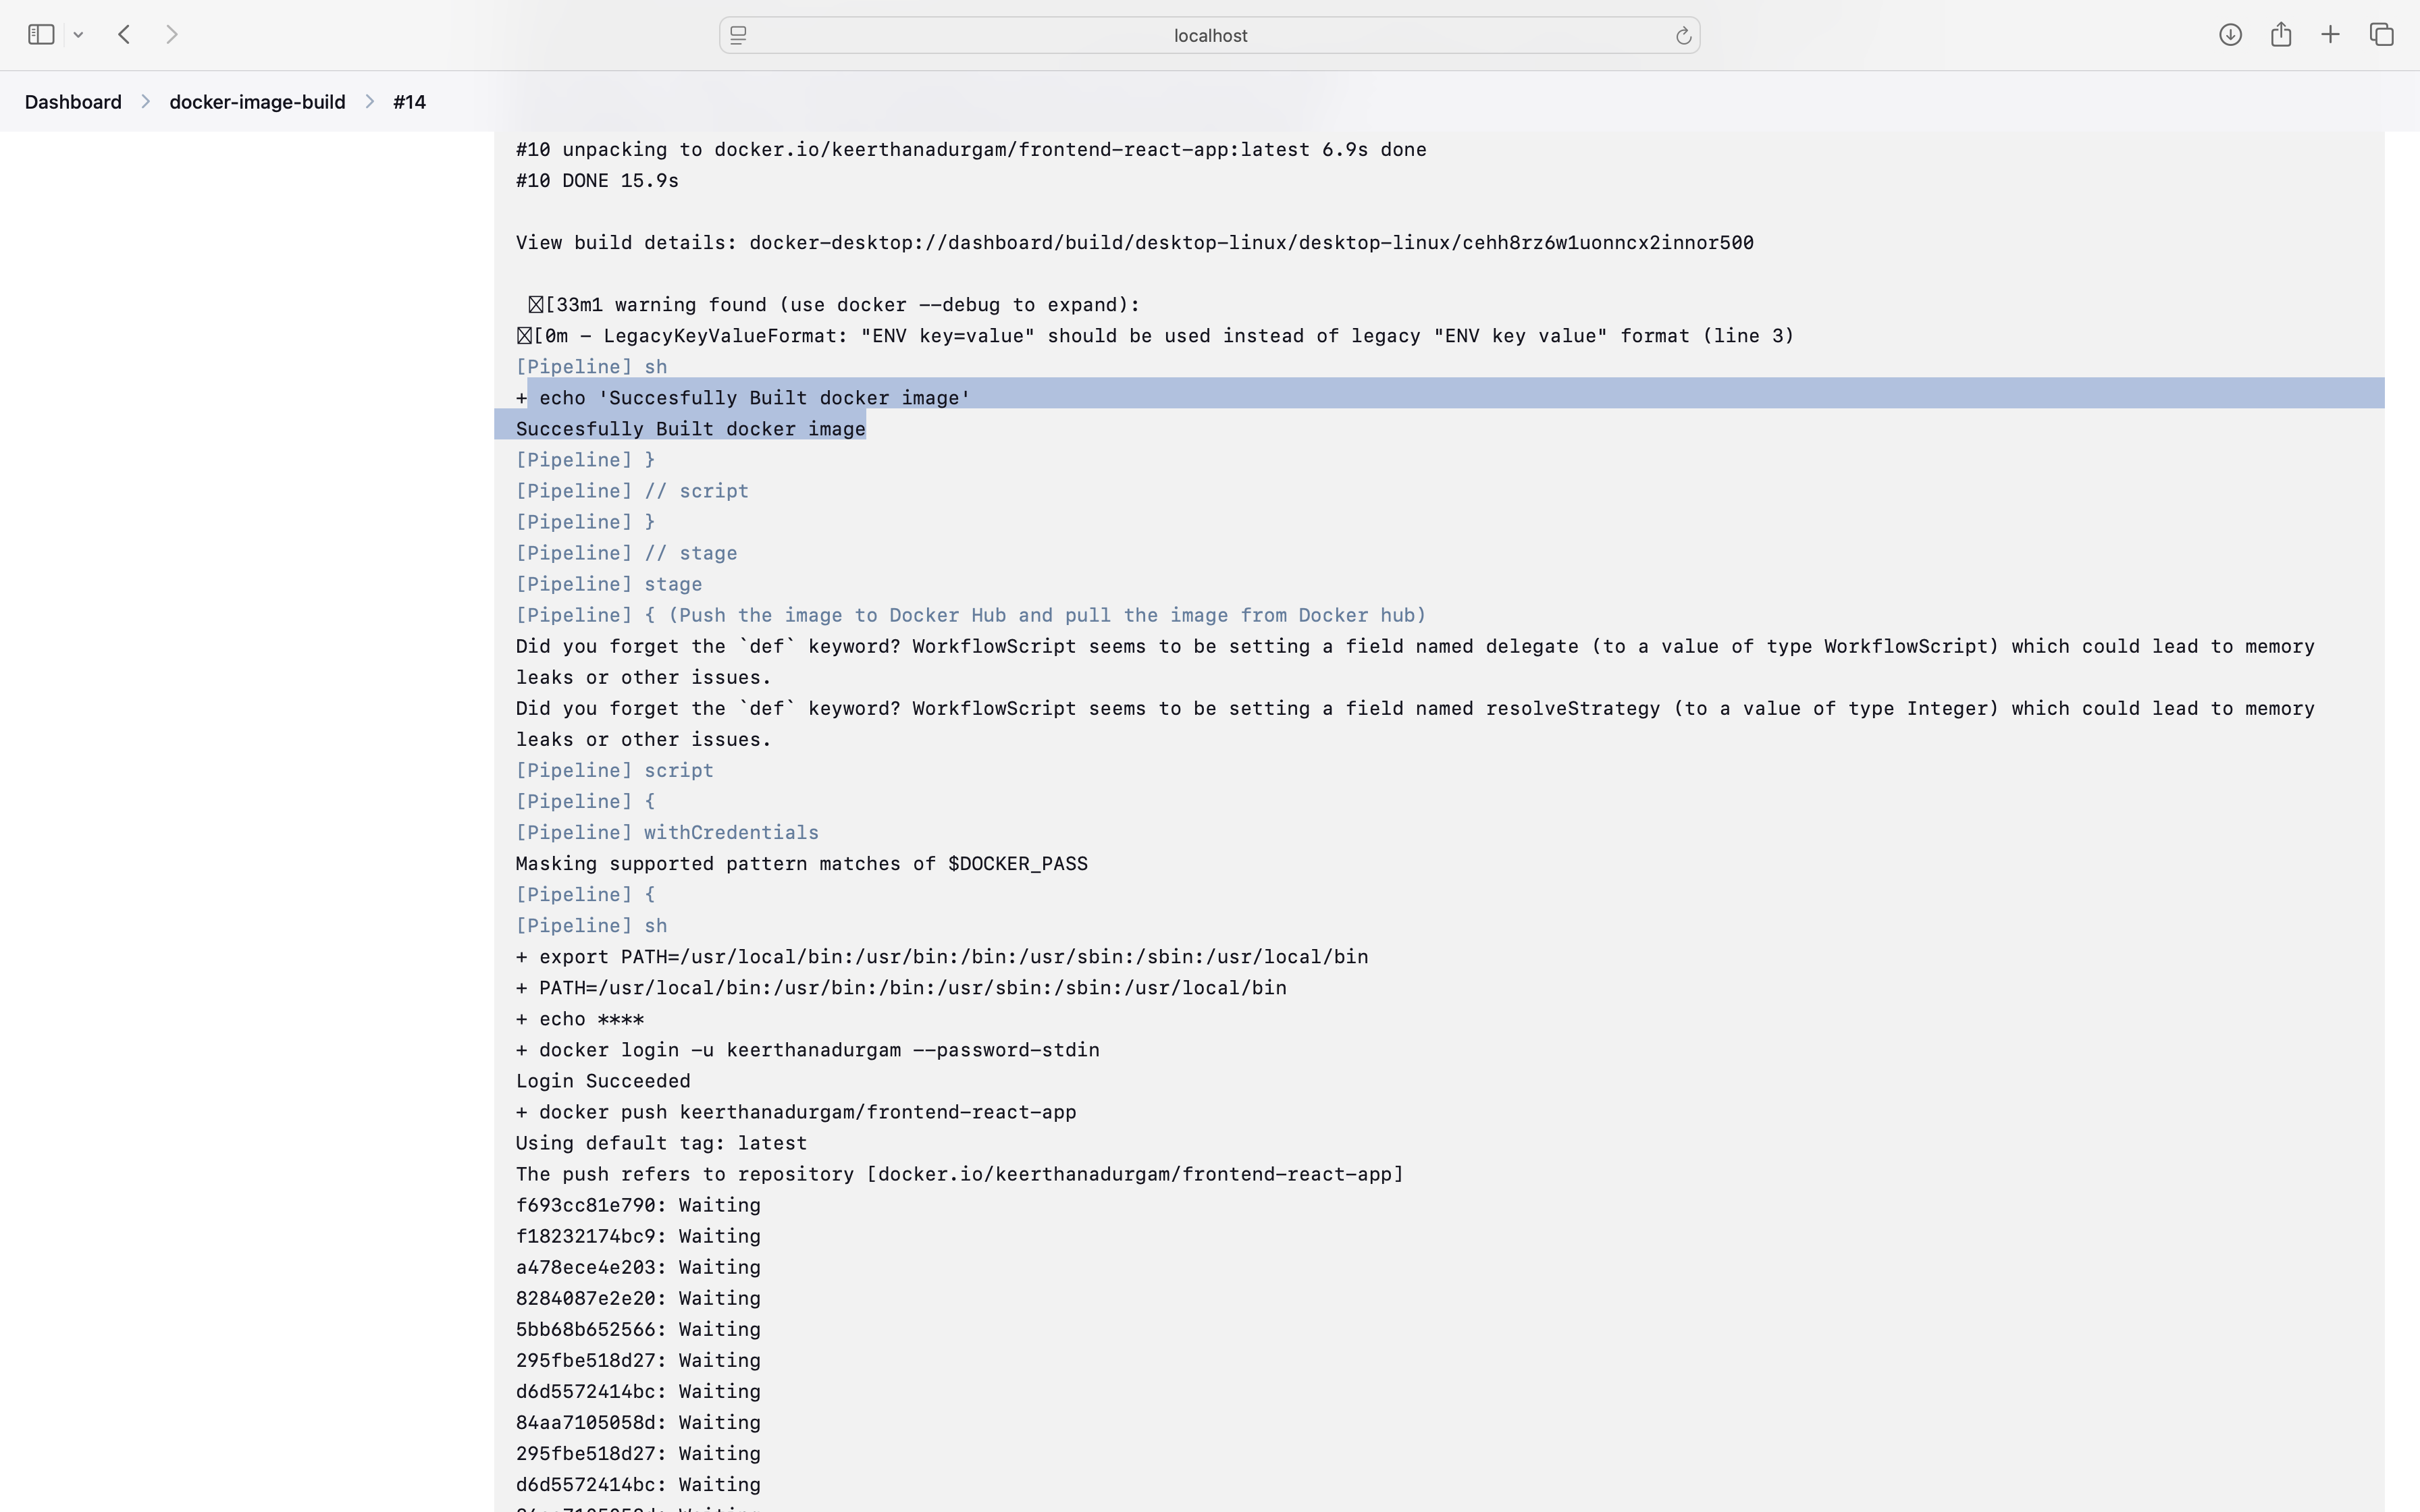 localhost
Dashboard > docker-image-build > #14
#10 unpacking to docker.io/keerthanadurgam/frontend-react-app:latest 6.9s done
#10 DONE 15.9s
View build details: docker-desktop://dashboard/build/desktop-linux/desktop-linux/cehh8rz6w1uonncx2innor500
[33m1 warning found (use docker --debug to expand):
[0m - LegacyKeyValueFormat: "ENV key=value" should be used instead of legacy "ENV key value" format (line 3)
[Pipeline] sh
+ echo 'Succesfully Built docker image'
Succesfully Built docker image
[Pipeline] }
[Pipeline] // script
[Pipeline] }
[Pipeline] // stage
[Pipeline] stage
[Pipeline] { (Push the image to Docker Hub and pull the image from Docker hub)
Did you forget the `def` keyword? WorkflowScript seems to be setting a field named delegate (to a value of type WorkflowScript) which could lead to memory
leaks or other issues.
Did you forget the `def` keyword? WorkflowScript seems to be setting a field named resolveStrategy (to a value of type Integer) which could lead to memory
leaks or other issues.
[Pipeline] script
[Pipeline] {
[Pipeline] withCredentials
Masking supported pattern matches of $DOCKER_PASS
[Pipeline] {
[Pipeline] sh
+ export PATH=/usr/local/bin:/usr/bin:/bin:/usr/sbin:/sbin:/usr/local/bin
+ PATH=/usr/local/bin:/usr/bin:/bin:/usr/sbin:/sbin:/usr/local/bin
+ echo ****
+ docker login -u keerthanadurgam --password-stdin
Login Succeeded
+ docker push keerthanadurgam/frontend-react-app
Using default tag: latest
The push refers to repository [docker.io/keerthanadurgam/frontend-react-app]
f693cc81e790: Waiting
f18232174bc9: Waiting
a478ece4e203: Waiting
8284087e2e20: Waiting
5bb68b652566: Waiting
295fbe518d27: Waiting
d6d5572414bc: Waiting
84aa7105058d: Waiting
295fbe518d27: Waiting
d6d5572414bc: Waiting